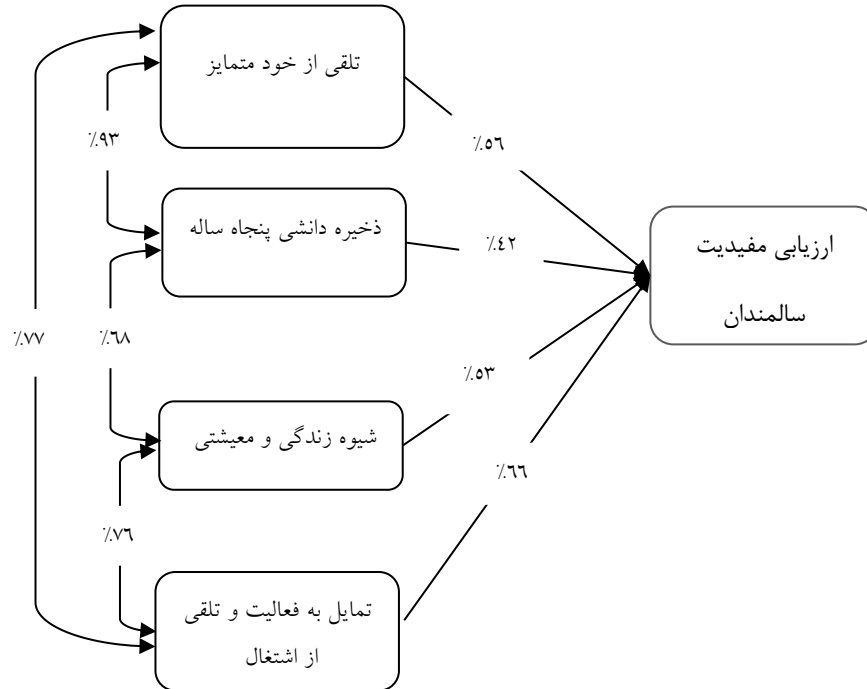 تلقی از خود متمایز
٪۹۳
٪۵٦
ذخیره دانشی پنجاه ساله
٪٤۲
ارزیابی مفیدیت
سالمندان
٪۷۷
٪٦۸
٪۵۳
شیوه زندگی و معیشتی
٪٦٦
٪۷٦
تمایل به فعالیت و تلقی
از اشتغال